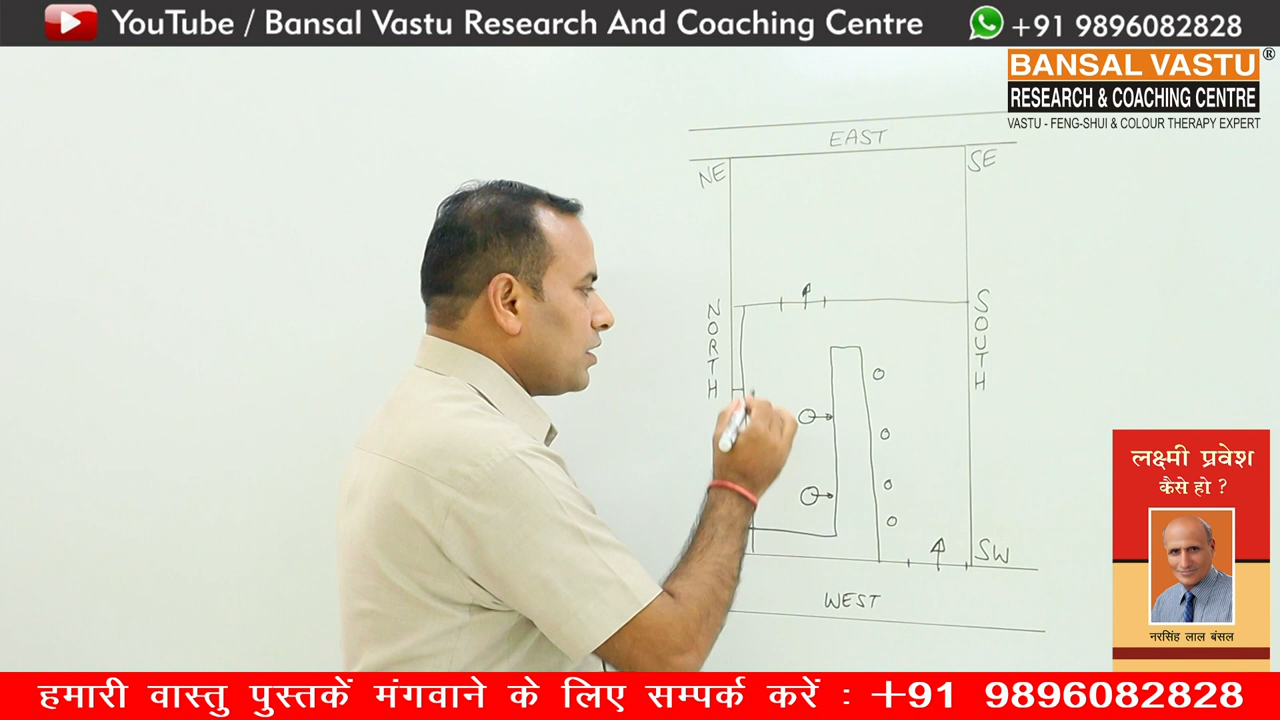 YouTube / Bansal Vastu Research And Coaching Centre
+91 9896082828
BANSAL VASTU®
RESEARCH & COACHING CENTRE
VASTU - FENG-SHUI & COLOUR THERAPY EXPERT
EAST
NE
SE
NORTH
SOUTH
SW
WEST
लक्ष्मी प्रवेश
कैसे हो ?
नरसिंह लाल बंसल
हमारी वास्तु पुस्तकें मंगवाने के लिए सम्पर्क करें : +91 9896082828